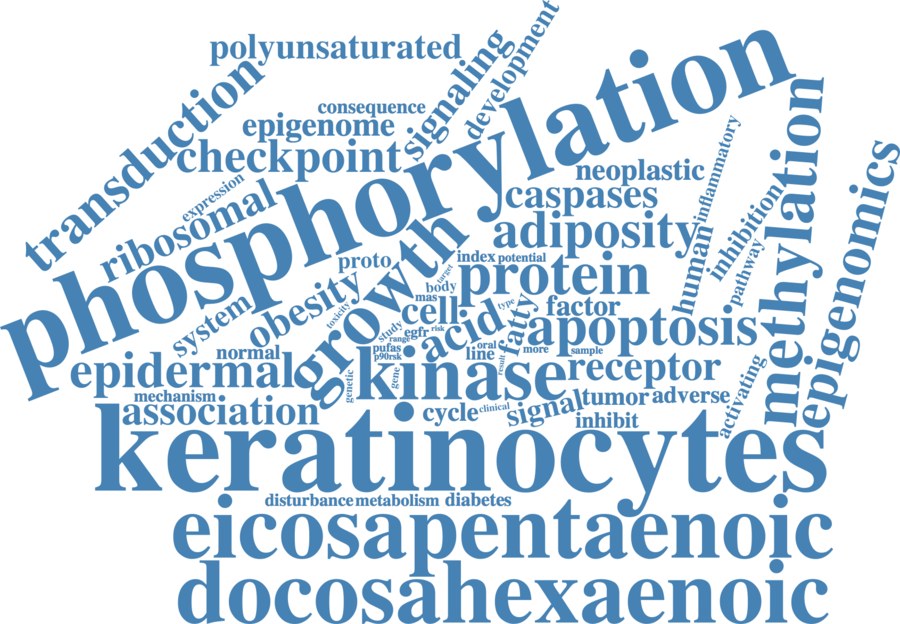 polyunsaturated
signaling
development
transduction
consequence
epigenome
checkpoint
phosphorylation
neoplastic
caspases
adiposity
human
inflammatory
inhibition
pathway
methylation
epigenomics
expression
ribosomal
system
obesity
proto
growth
index
potential
target
body
protein
mas
cell
type
factor
toxicity
study
range
egfr
risk
acid
fatty
apoptosis
normal
pufas
p90rsk
line
oral
more
sample
epidermal
genetic
gene
kinase
result
receptor
mechanism
association
cycle
clinical
signal
tumor
adverse
activating
inhibit
keratinocytes
disturbance
metabolism
diabetes
eicosapentaenoic
docosahexaenoic